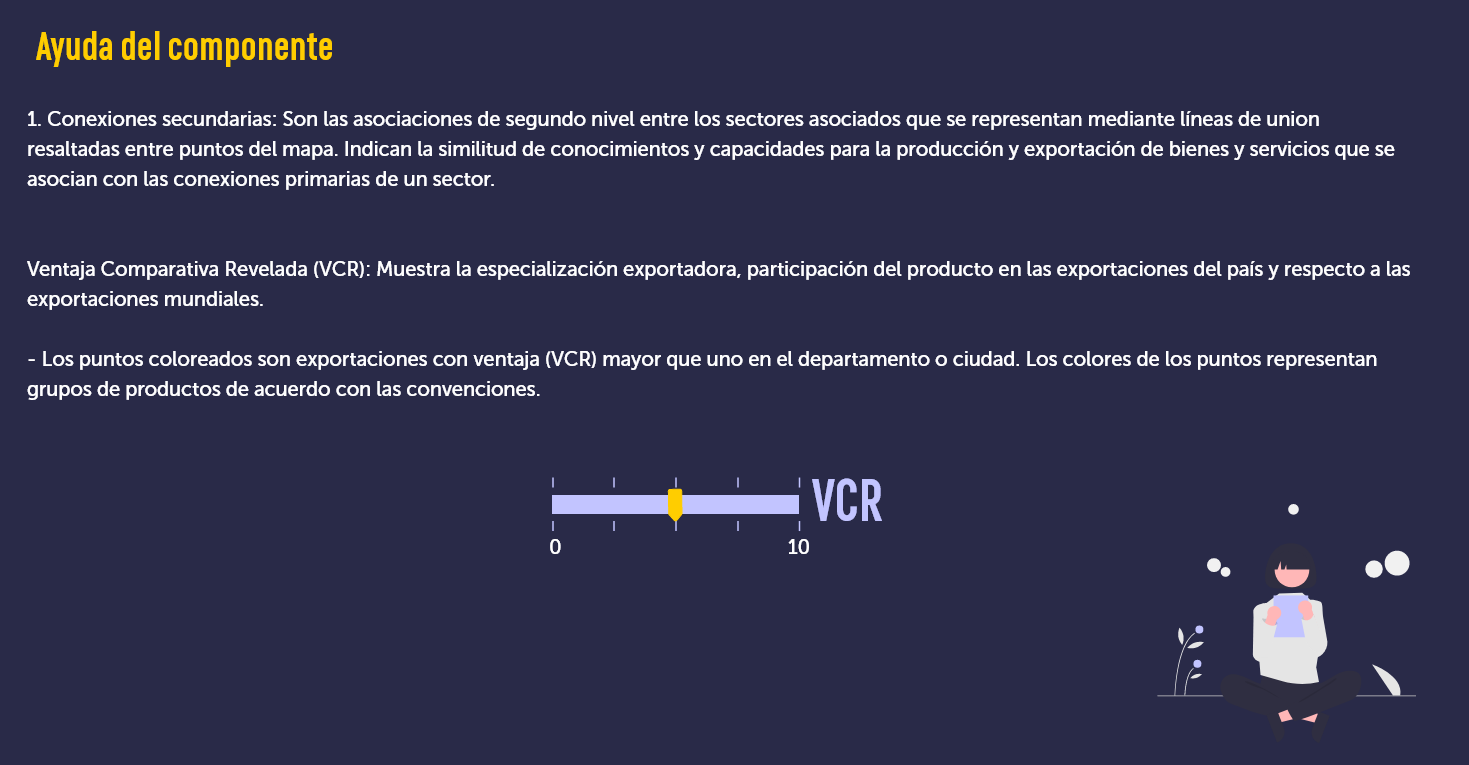 Ayuda del componente
1. Conexiones secundarias: Son las asociaciones de segundo nivel entre los sectores asociados que se representan mediante líneas de union
resaltadas entre puntos del mapa. Indican la similitud de conocimientos y capacidades para la producción y exportación de bienes y servicios que se
asocian con las conexiones primarias de un sector.
Ventaja Comparativa Revelada (VCR): Muestra la especialización exportadora, participación del producto en las exportaciones del país y respecto a las
exportaciones mundiales.
- Los puntos coloreados son exportaciones con ventaja (VCR) mayor que uno en el departamento o ciudad. Los colores de los puntos representan
grupos de productos de acuerdo con las convenciones.
VCR
0 10